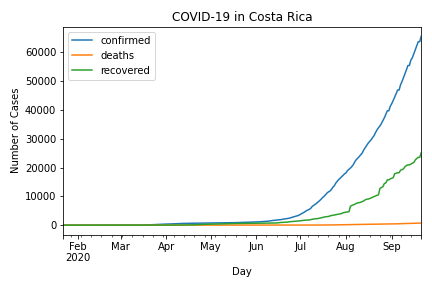 COVID-19 in Costa Rica
confirmed
deaths
recovered
Number of Cases
60000
50000
40000
30000
20000
10000
0
Feb Mar Apr May Jun Jul Aug Sep
2020
Day